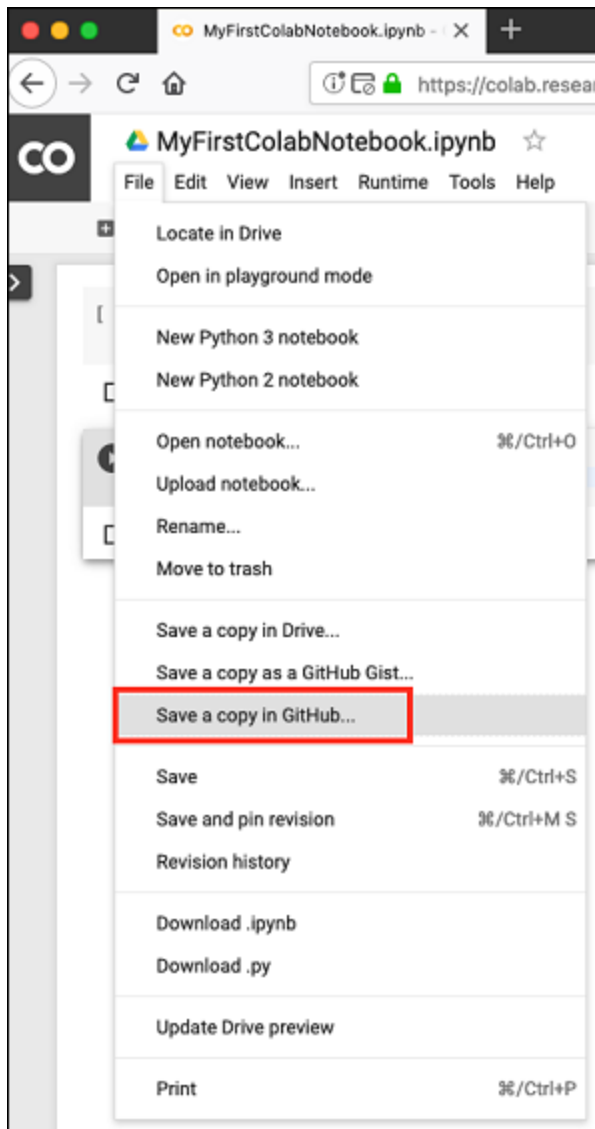 MyFirstColabNotebook.ipynb -
https://colab.resear
CO MyFirstColabNotebook.ipynb
File Edit View Insert Runtime Tools Help
Locate in Drive
Open in playground mode
New Python 3 notebook
New Python 2 notebook
Open notebook... ⌘/Ctrl+O
Upload notebook...
Rename...
Move to trash
Save a copy in Drive...
Save a copy as a GitHub Gist...
Save a copy in GitHub...
Save ⌘/Ctrl+S
Save and pin revision ⌘/Ctrl+M S
Revision history
Download .ipynb
Download .py
Update Drive preview
Print ⌘/Ctrl+P